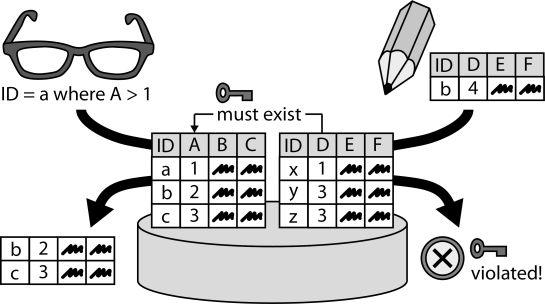 ID = a where A > 1
must exist
ID D E F
b 4
ID A B C
a 1
b 2
c 3
ID D E F
x 1
y 3
z 3
b 2
c 3
violated!